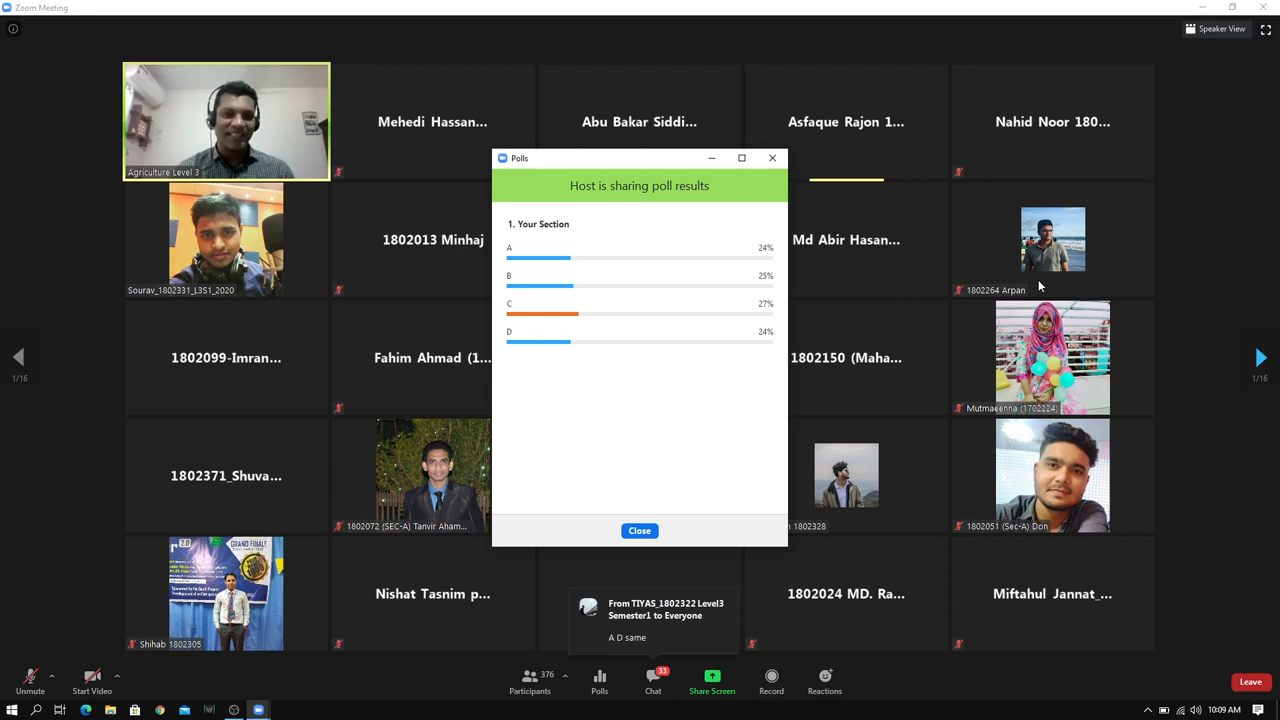 Zoom Meeting
Speaker View
Agriculture Level 3
Mehedi Hassan...
Abu Bakar Siddi...
Asfaque Rajon 1...
Nahid Noor 180...
Polls
Host is sharing poll results
1. Your Section
A 24%
B 25%
C 27%
D 24%
Close
Sourav_1802331_L3S1_2020
1802013 Minhaj
Md Abir Hasan...
1802264 Arpan
1802099-Imran...
Fahim Ahmad (1...
1802150 (Maha...
Mutmaeenna (1702224)
1/16
1/16
1802371_Shuva...
1802072 (SEC-A) Tanvir Aham...
1802328
1802051 (Sec-A) Don
GRAND FINALE
Shihab 1802305
Nishat Tasnim p...
1802024 MD. Ra...
Miftahul Jannat_...
From TIYAS_1802322 Level3
Semester1 to Everyone
A D same
Unmute
Start Video
376
Participants
Polls
33
Chat
Share Screen
Record
Reactions
Leave
10:09 AM